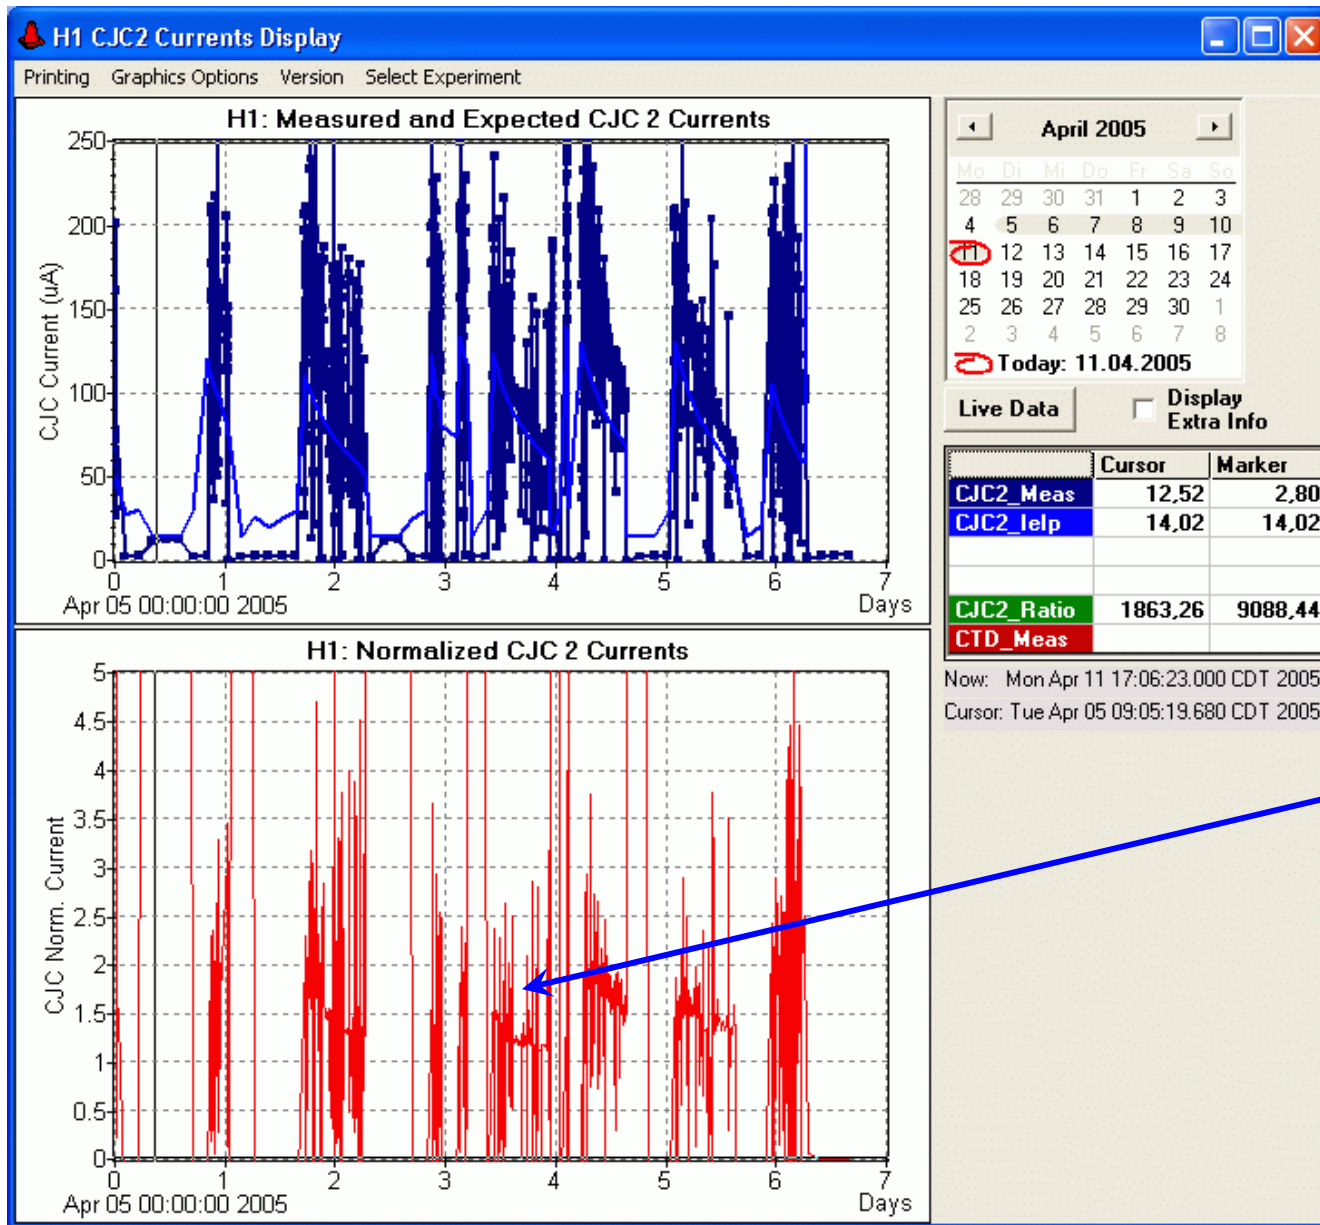 H1 CJC2 Currents Display
Printing Graphics Options Version Select Experiment
H1: Measured and Expected CJC 2 Currents
250
200
150
100
50
0
CJC Current (uA)
0 1 2 3 4 5 6 7
Apr 05 00:00:00 2005 Days
H1: Normalized CJC 2 Currents
5
4.5
4
3.5
3
2.5
2
1.5
1
0.5
0
CJC Norm. Current
0 1 2 3 4 5 6 7
Apr 05 00:00:00 2005 Days
April 2005
Mo Di Mi Do Fr Sa So
28 29 30 31 1 2 3
4 5 6 7 8 9 10
11 12 13 14 15 16 17
18 19 20 21 22 23 24
25 26 27 28 29 30 1
2 3 4 5 6 7 8
Today: 11.04.2005
Live Data
Display
Extra Info
Cursor Marker
CJC2_Meas 12,52 2,80
CJC2_Ielp 14,02 14,02
CJC2_Ratio 1863,26 9088,44
CTD_Meas
Now: Mon Apr 11 17:06:23.000 CDT 2005
Cursor: Tue Apr 05 09:05:19.680 CDT 2005